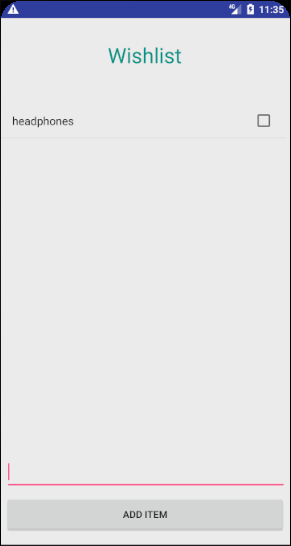 4G 11:35
Wishlist
headphones
ADD ITEM